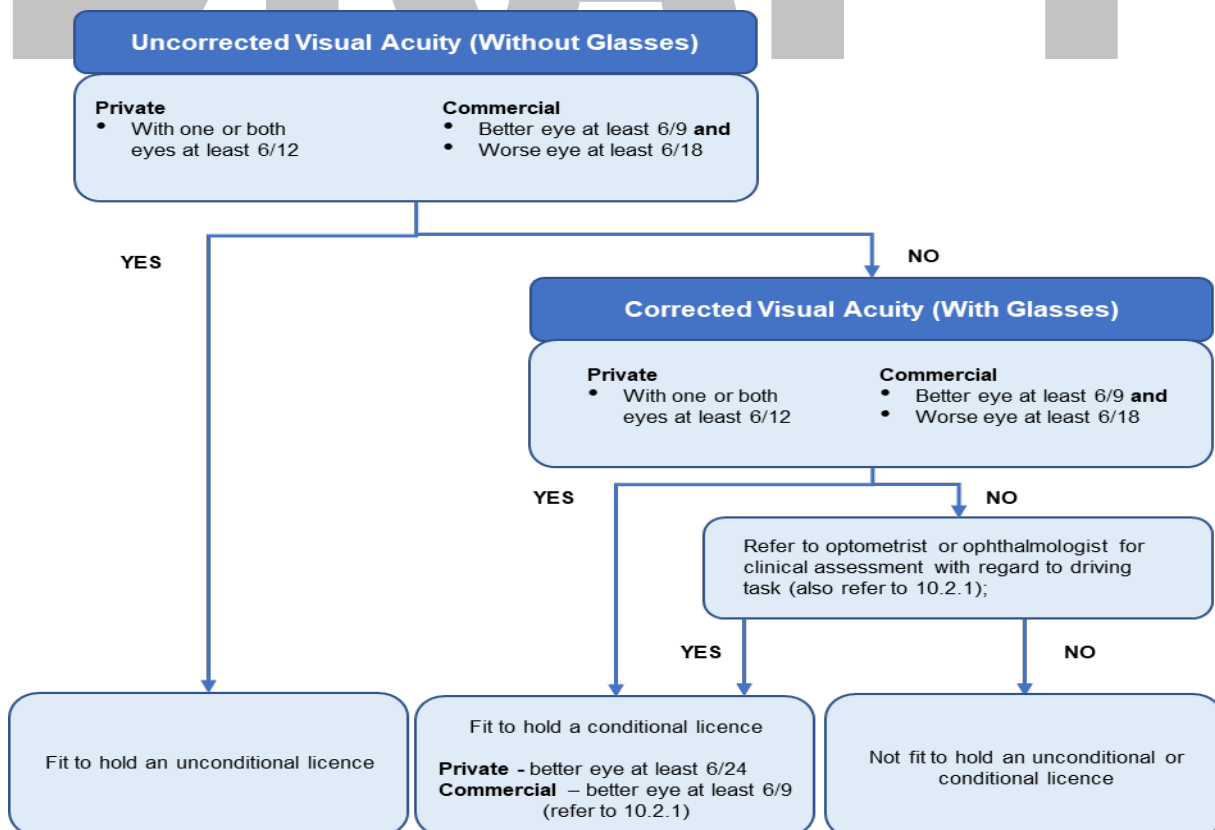 Uncorrected Visual Acuity (Without Glasses)
Private
• With one or both
eyes at least 6/12
Commercial
• Better eye at least 6/9 and
• Worse eye at least 6/18
YES
NO
Corrected Visual Acuity (With Glasses)
Private
• With one or both
eyes at least 6/12
Commercial
• Better eye at least 6/9 and
• Worse eye at least 6/18
YES
NO
Refer to optometrist or ophthalmologist for
clinical assessment with regard to driving
task (also refer to 10.2.1);
YES
NO
Fit to hold an unconditional licence
Fit to hold a conditional licence
Private - better eye at least 6/24
Commercial – better eye at least 6/9
(refer to 10.2.1)
Not fit to hold an unconditional or
conditional licence